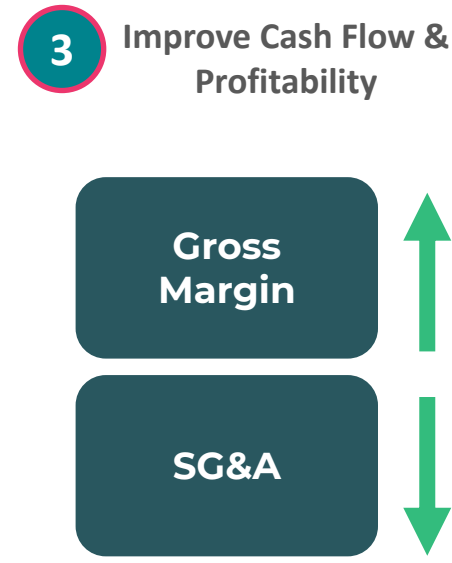 3
Improve Cash Flow &
Profitability
Gross
Margin
SG&A